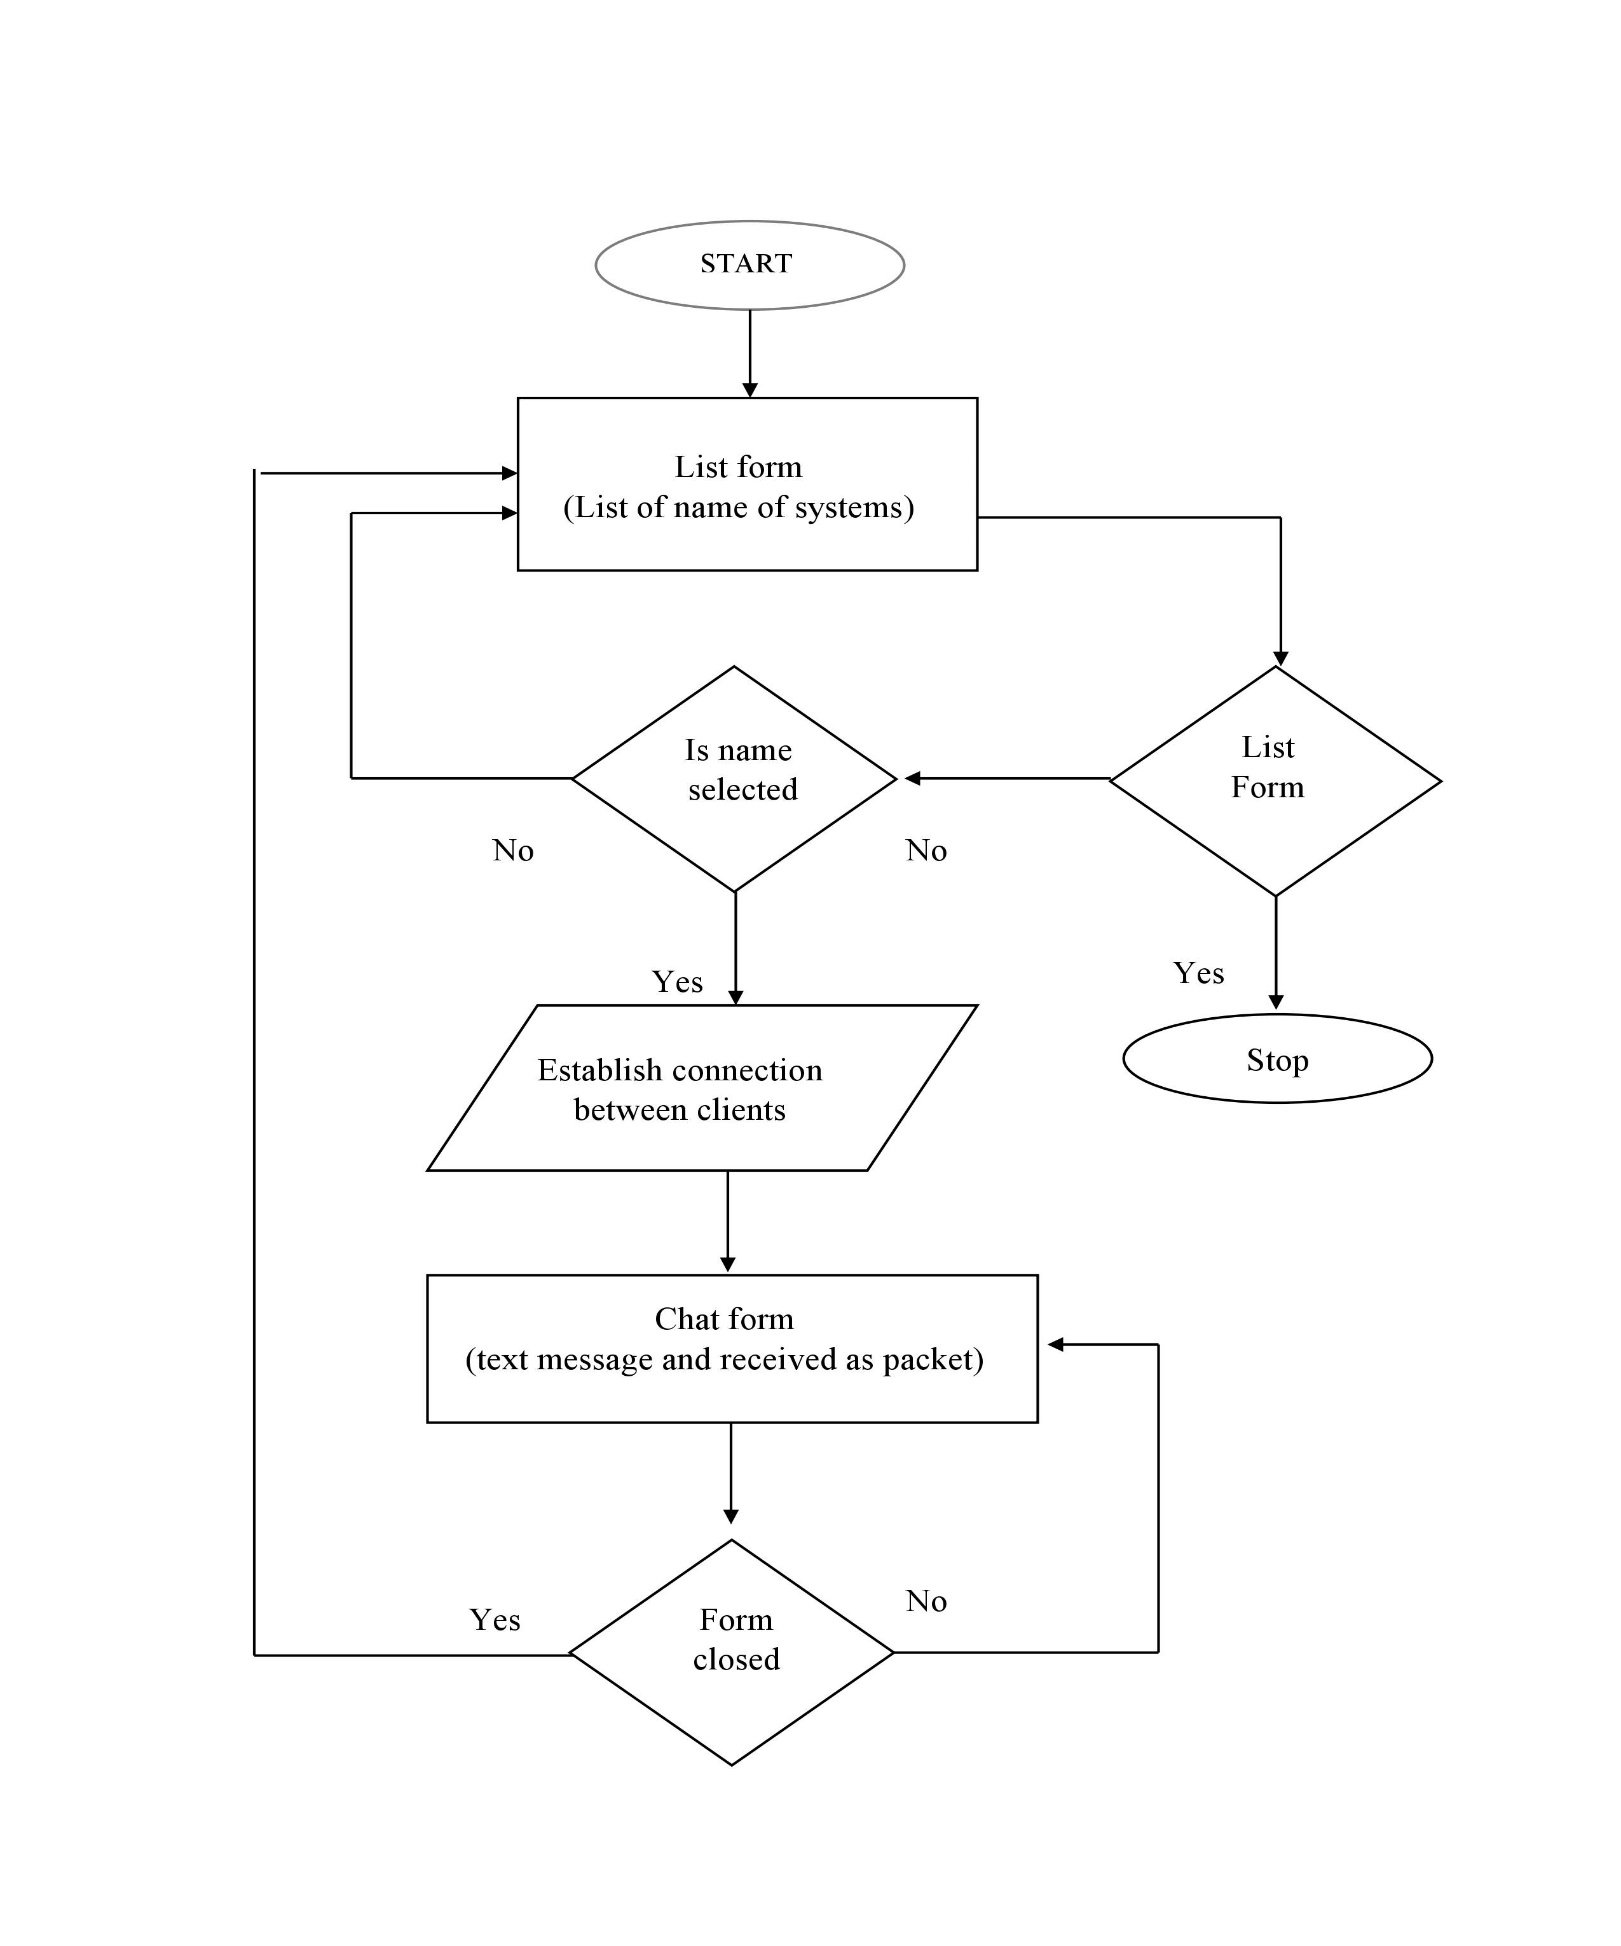 START
List form
(List of name of systems)
Is name
selected
List
Form
No
No
Yes
Yes
Establish connection
between clients
Stop
Chat form
(text message and received as packet)
Yes
No
Form
closed